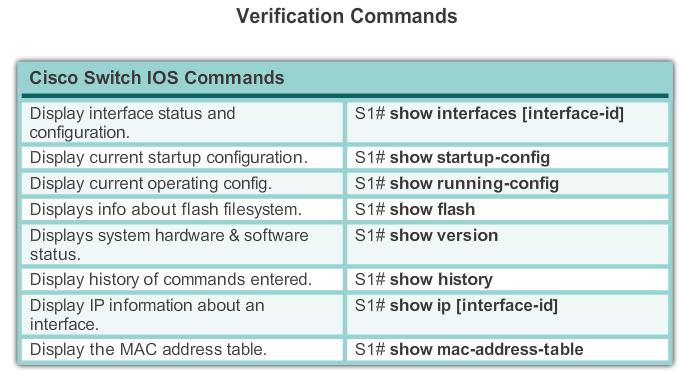 Verification Commands
Cisco Switch IOS Commands
Display interface status and
configuration.
S1# show interfaces [interface-id]
Display current startup configuration.
S1# show startup-config
Display current operating config.
S1# show running-config
Displays info about flash filesystem.
S1# show flash
Displays system hardware & software
status.
S1# show version
Display history of commands entered.
S1# show history
Display IP information about an
interface.
S1# show ip [interface-id]
Display the MAC address table.
S1# show mac-address-table